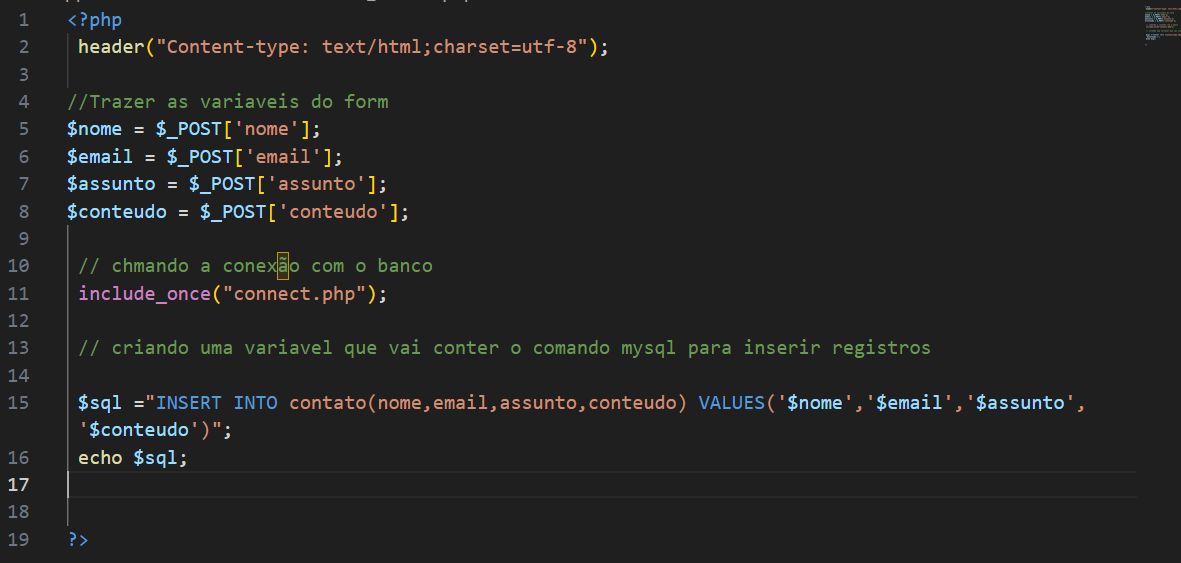 1 <?php
2 header("Content-type: text/html;charset=utf-8");
3
4 //Trazer as variaveis do form
5 $nome = $_POST['nome'];
6 $email = $_POST['email'];
7 $assunto = $_POST['assunto'];
8 $conteudo = $_POST['conteudo'];
9
10 // chmando a conexão com o banco
11 include_once("connect.php");
12
13 // criando uma variavel que vai conter o comando mysql para inserir registros
14
15 $sql ="INSERT INTO contato(nome,email,assunto,conteudo) VALUES('$nome','$email','$assunto',
'$conteudo')";
16 echo $sql;
17
18
19 ?>